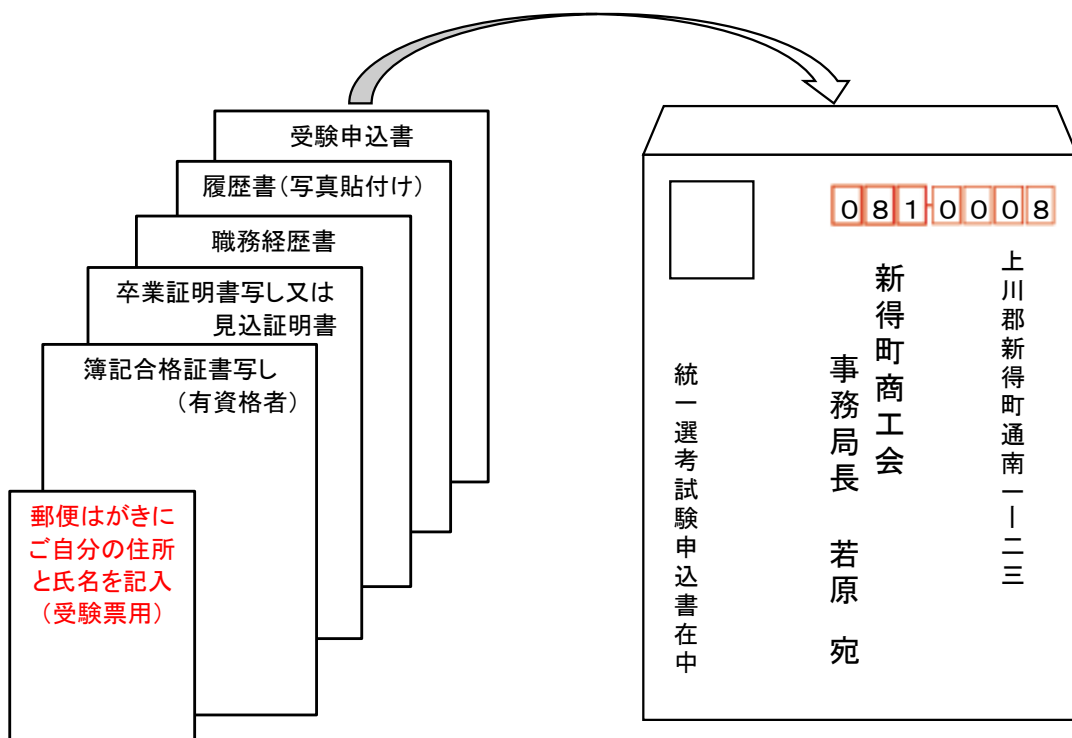 受験申込書
履歴書（写真貼付け）
職務経歴書
卒業証明書写し又は
見込証明書
簿記合格証書写し
（有資格者）
郵便はがきに
ご自分の住所
と氏名を記入
（受験票用）
０８１-０００８
上川郡新得町通南一ー二三
新得町商工会
事務局長　若原　宛
統一選考試験申込書在中